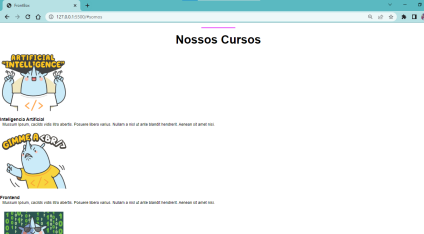 FrontBox
127.0.0.1:5500/#cursos
Nossos Cursos
ARTIFICIAL
"INTELLIGENCE"
</>
Inteligencia Artificial
Mussum Ipsum, cacilds vidis litro abertis. Posuere libero varius. Nullam a nisl ut ante blandit hendrerit. Aenean sit amet nisi.
GIMME A <BR/>
Frontend
Mussum Ipsum, cacilds vidis litro abertis. Posuere libero varius. Nullam a nisl ut ante blandit hendrerit. Aenean sit amet nisi.